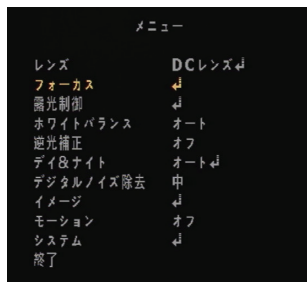 メニュー
レンズ DCレンズ↲
フォーカス ↲
露光制御 ↲
ホワイトバランス オート
逆光補正 オフ
デイ&ナイト オート↲
デジタルノイズ除去 中
イメージ ↲
モーション オフ
システム ↲
終了